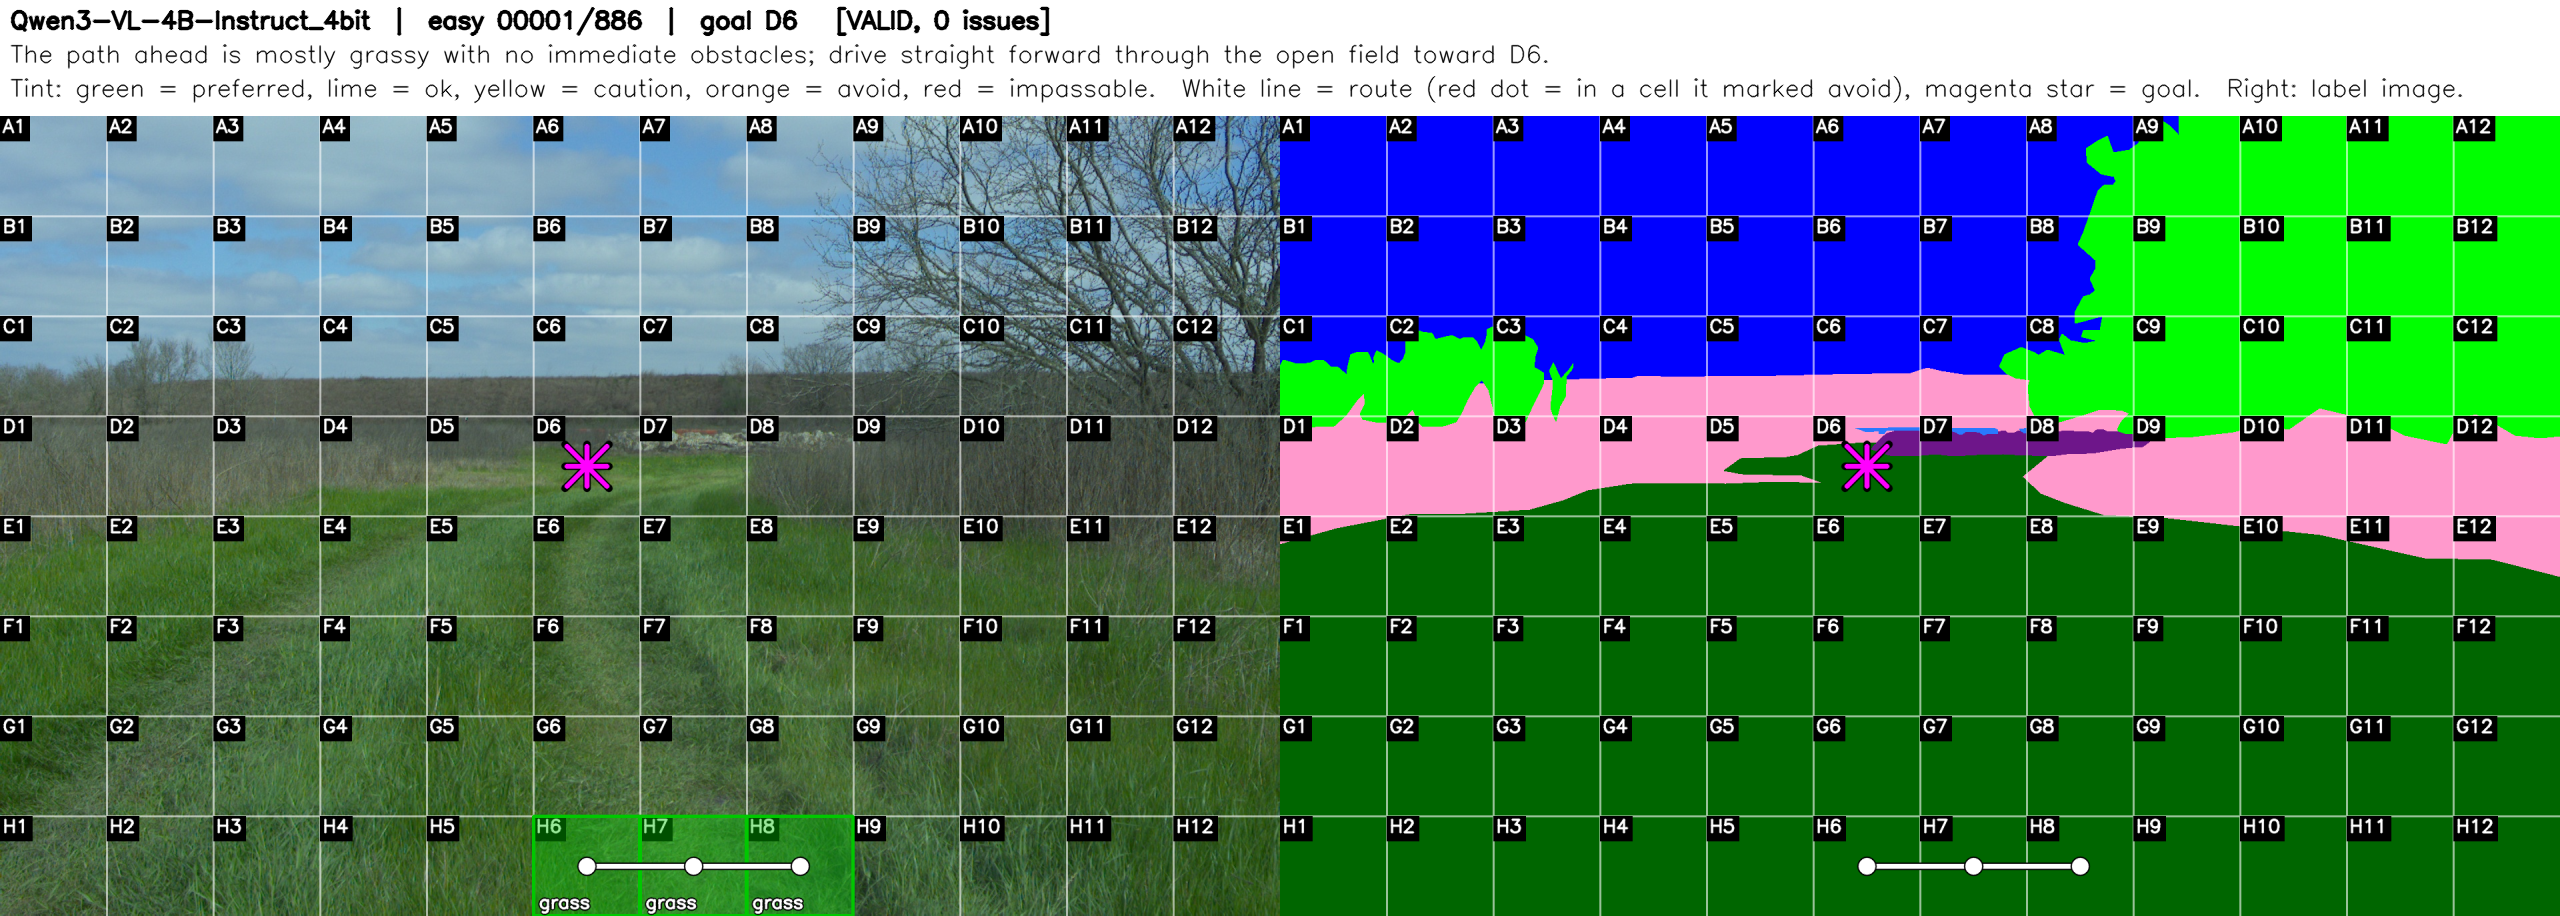 Qwen3-VL-4B-Instruct_4bit | easy 00001/886 | goal D6 [VALID, 0 issues]
The path ahead is mostly grassy with no immediate obstacles; drive straight forward through the open field toward D6.
Tint: green = preferred, lime = ok, yellow = caution, orange = avoid, red = impassable. White line = route (red dot = in a cell it marked avoid), magenta star = goal. Right: label image.
A1 A2 A3 A4 A5 A6 A7 A8 A9 A10 A11 A12 A1 A2 A3 A4 A5 A6 A7 A8 A9 A10 A11 A12
B1 B2 B3 B4 B5 B6 B7 B8 B9 B10 B11 B12 B1 B2 B3 B4 B5 B6 B7 B8 B9 B10 B11 B12
C1 C2 C3 C4 C5 C6 C7 C8 C9 C10 C11 C12 C1 C2 C3 C4 C5 C6 C7 C8 C9 C10 C11 C12
D1 D2 D3 D4 D5 D6 D7 D8 D9 D10 D11 D12 D1 D2 D3 D4 D5 D6 D7 D8 D9 D10 D11 D12
E1 E2 E3 E4 E5 E6 E7 E8 E9 E10 E11 E12 E1 E2 E3 E4 E5 E6 E7 E8 E9 E10 E11 E12
F1 F2 F3 F4 F5 F6 F7 F8 F9 F10 F11 F12 F1 F2 F3 F4 F5 F6 F7 F8 F9 F10 F11 F12
G1 G2 G3 G4 G5 G6 G7 G8 G9 G10 G11 G12 G1 G2 G3 G4 G5 G6 G7 G8 G9 G10 G11 G12
H1 H2 H3 H4 H5 H6 H7 H8 H9 H10 H11 H12 H1 H2 H3 H4 H5 H6 H7 H8 H9 H10 H11 H12
grass grass grass